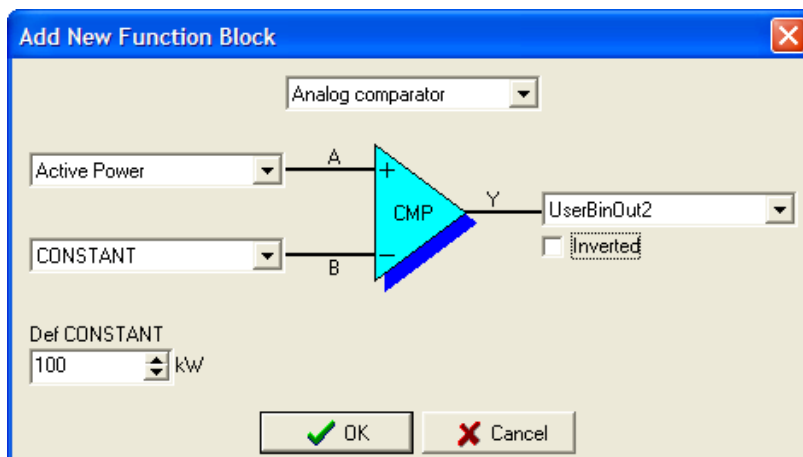 Add New Function Block
Analog comparator
Active Power
A
+
CMP
Y
UserBinOut2
Inverted
CONSTANT
B
−
Def CONSTANT
100 kW
OK
Cancel